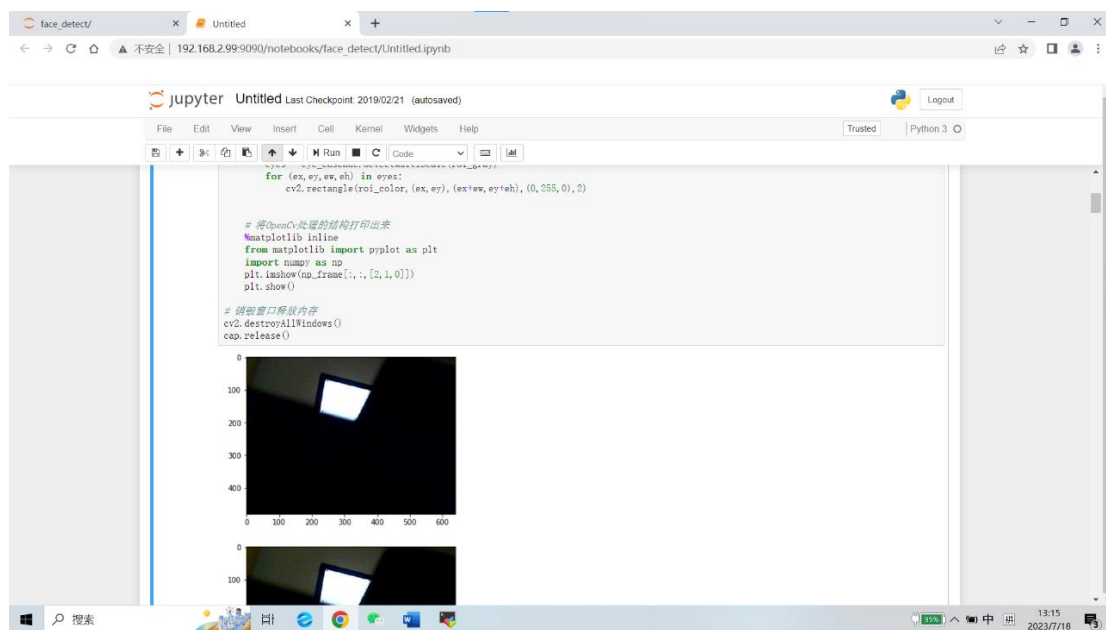 face_detect/
Untitled
不安全 | 192.168.2.99:9090/notebooks/face_detect/Untitled.ipynb
jupyter Untitled Last Checkpoint: 2019/02/21 (autosaved)
Logout
File Edit View Insert Cell Kernel Widgets Help
Trusted
Python 3
Run
Code
eyes = eye_cascade.detectMultiScale(roi_gray)
for (ex,ey,ew,eh) in eyes:
cv2.rectangle(roi_color,(ex,ey),(ex+ew,ey+eh),(0,255,0),2)
# 将OpenCv处理的结构打印出来
%matplotlib inline
from matplotlib import pyplot as plt
import numpy as np
plt.imshow(np_frame[:,:,[2,1,0]])
plt.show()
# 销毁窗口释放内存
cv2.destroyAllWindows()
cap.release()
0
100
200
300
400
0 100 200 300 400 500 600
0
100
搜索
95%
中
拼
13:15
2023/7/18
3